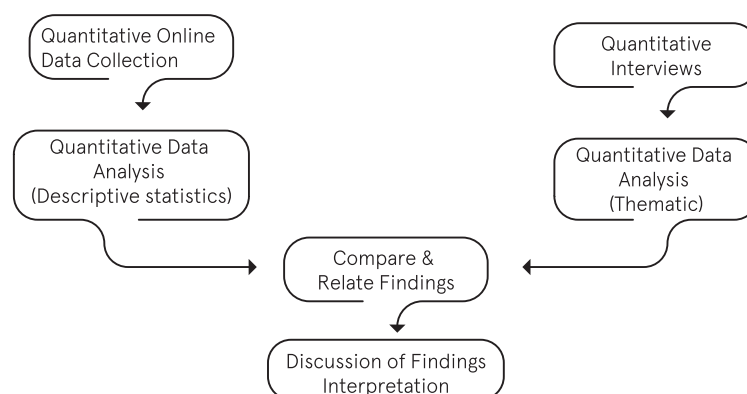 Quantitative Online
Data Collection
Quantitative
Interviews
Quantitative Data
Analysis
(Descriptive statistics)
Quantitative Data
Analysis
(Thematic)
Compare &
Relate Findings
Discussion of Findings
Interpretation